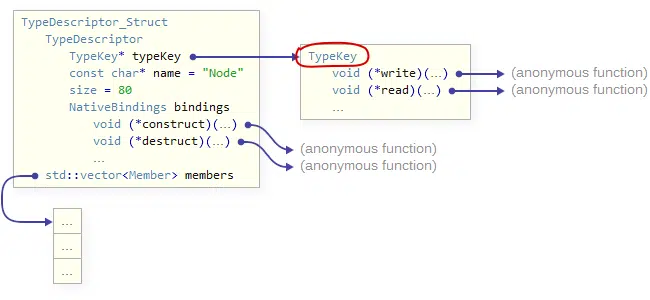 TypeDescriptor_Struct
TypeDescriptor
TypeKey* typeKey
const char* name = "Node"
size = 80
NativeBindings bindings
void (*construct)(…)
void (*destruct)(…)
…
std::vector<Member> members
TypeKey
void (*write)(…)
(anonymous function)
void (*read)(…)
(anonymous function)
…
(anonymous function)
(anonymous function)
…
…
…